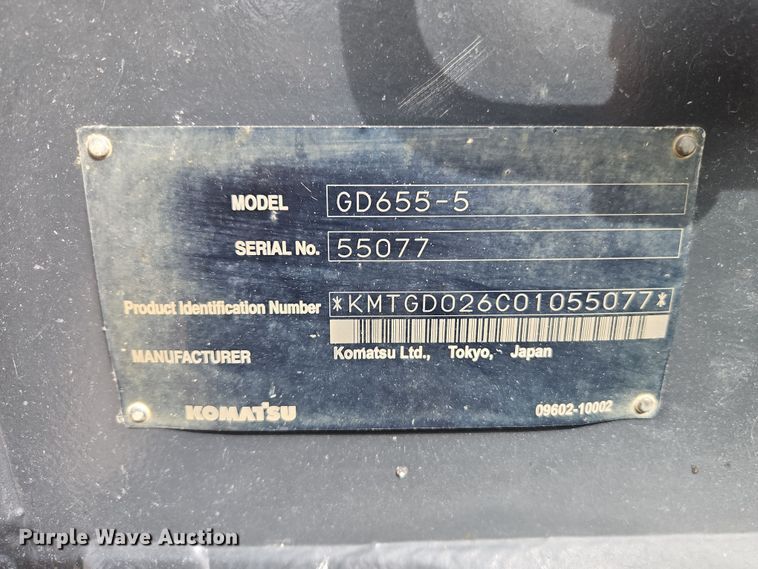 MODEL GD655-5
SERIAL No. 55077
Product Identification Number *KMTGD026C01055077*
MANUFACTURER Komatsu Ltd., Tokyo, Japan
KOMATSU 09602-10002
Purple Wave Auction